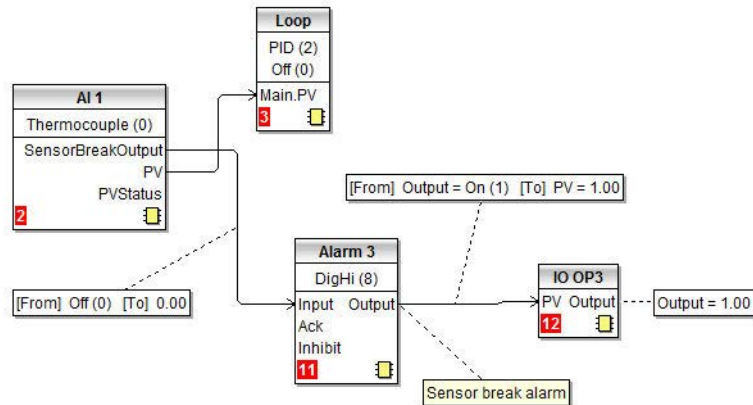 Loop
PID (2)
Off (0)
Main.PV
3
AI 1
Thermocouple (0)
SensorBreakOutput
PV
PVStatus
2
[From] Output = On (1) [To] PV = 1.00
Alarm 3
DigHi (8)
Input Output
Ack
Inhibit
11
IO OP3
PV Output
12
[From] Off (0) [To] 0.00
Output = 1.00
Sensor break alarm